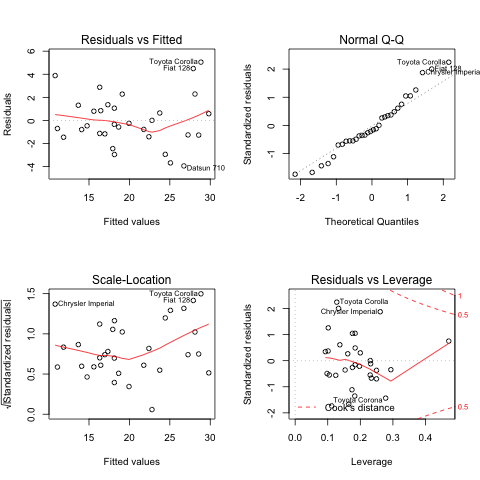 Residuals vs Fitted
Residuals
-4 -2 0 2 4 6
Toyota Corolla
Fiat 128
Datsun 710
15 20 25 30
Fitted values
Normal Q-Q
Standardized residuals
-1 0 1 2
Toyota Corolla
Fiat 128
Chrysler Imperial
-2 -1 0 1 2
Theoretical Quantiles
Scale-Location
√|Standardized residuals|
0.0 0.5 1.0 1.5
Toyota Corolla
Fiat 128
Chrysler Imperial
15 20 25 30
Fitted values
Residuals vs Leverage
Standardized residuals
-2 -1 0 1 2
Toyota Corolla
Chrysler Imperial
Toyota Corona
Cook's distance
1
0.5
0.5
0.0 0.1 0.2 0.3 0.4
Leverage